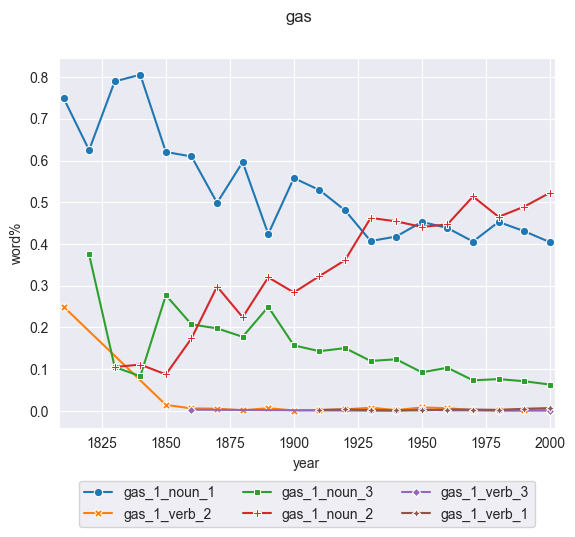 gas
0.8
0.7
0.6
0.5
0.4
0.3
0.2
0.1
0.0
word%
1825 1850 1875 1900 1925 1950 1975 2000
year
gas_1_noun_1 gas_1_noun_3 gas_1_verb_3
gas_1_verb_2 gas_1_noun_2 gas_1_verb_1